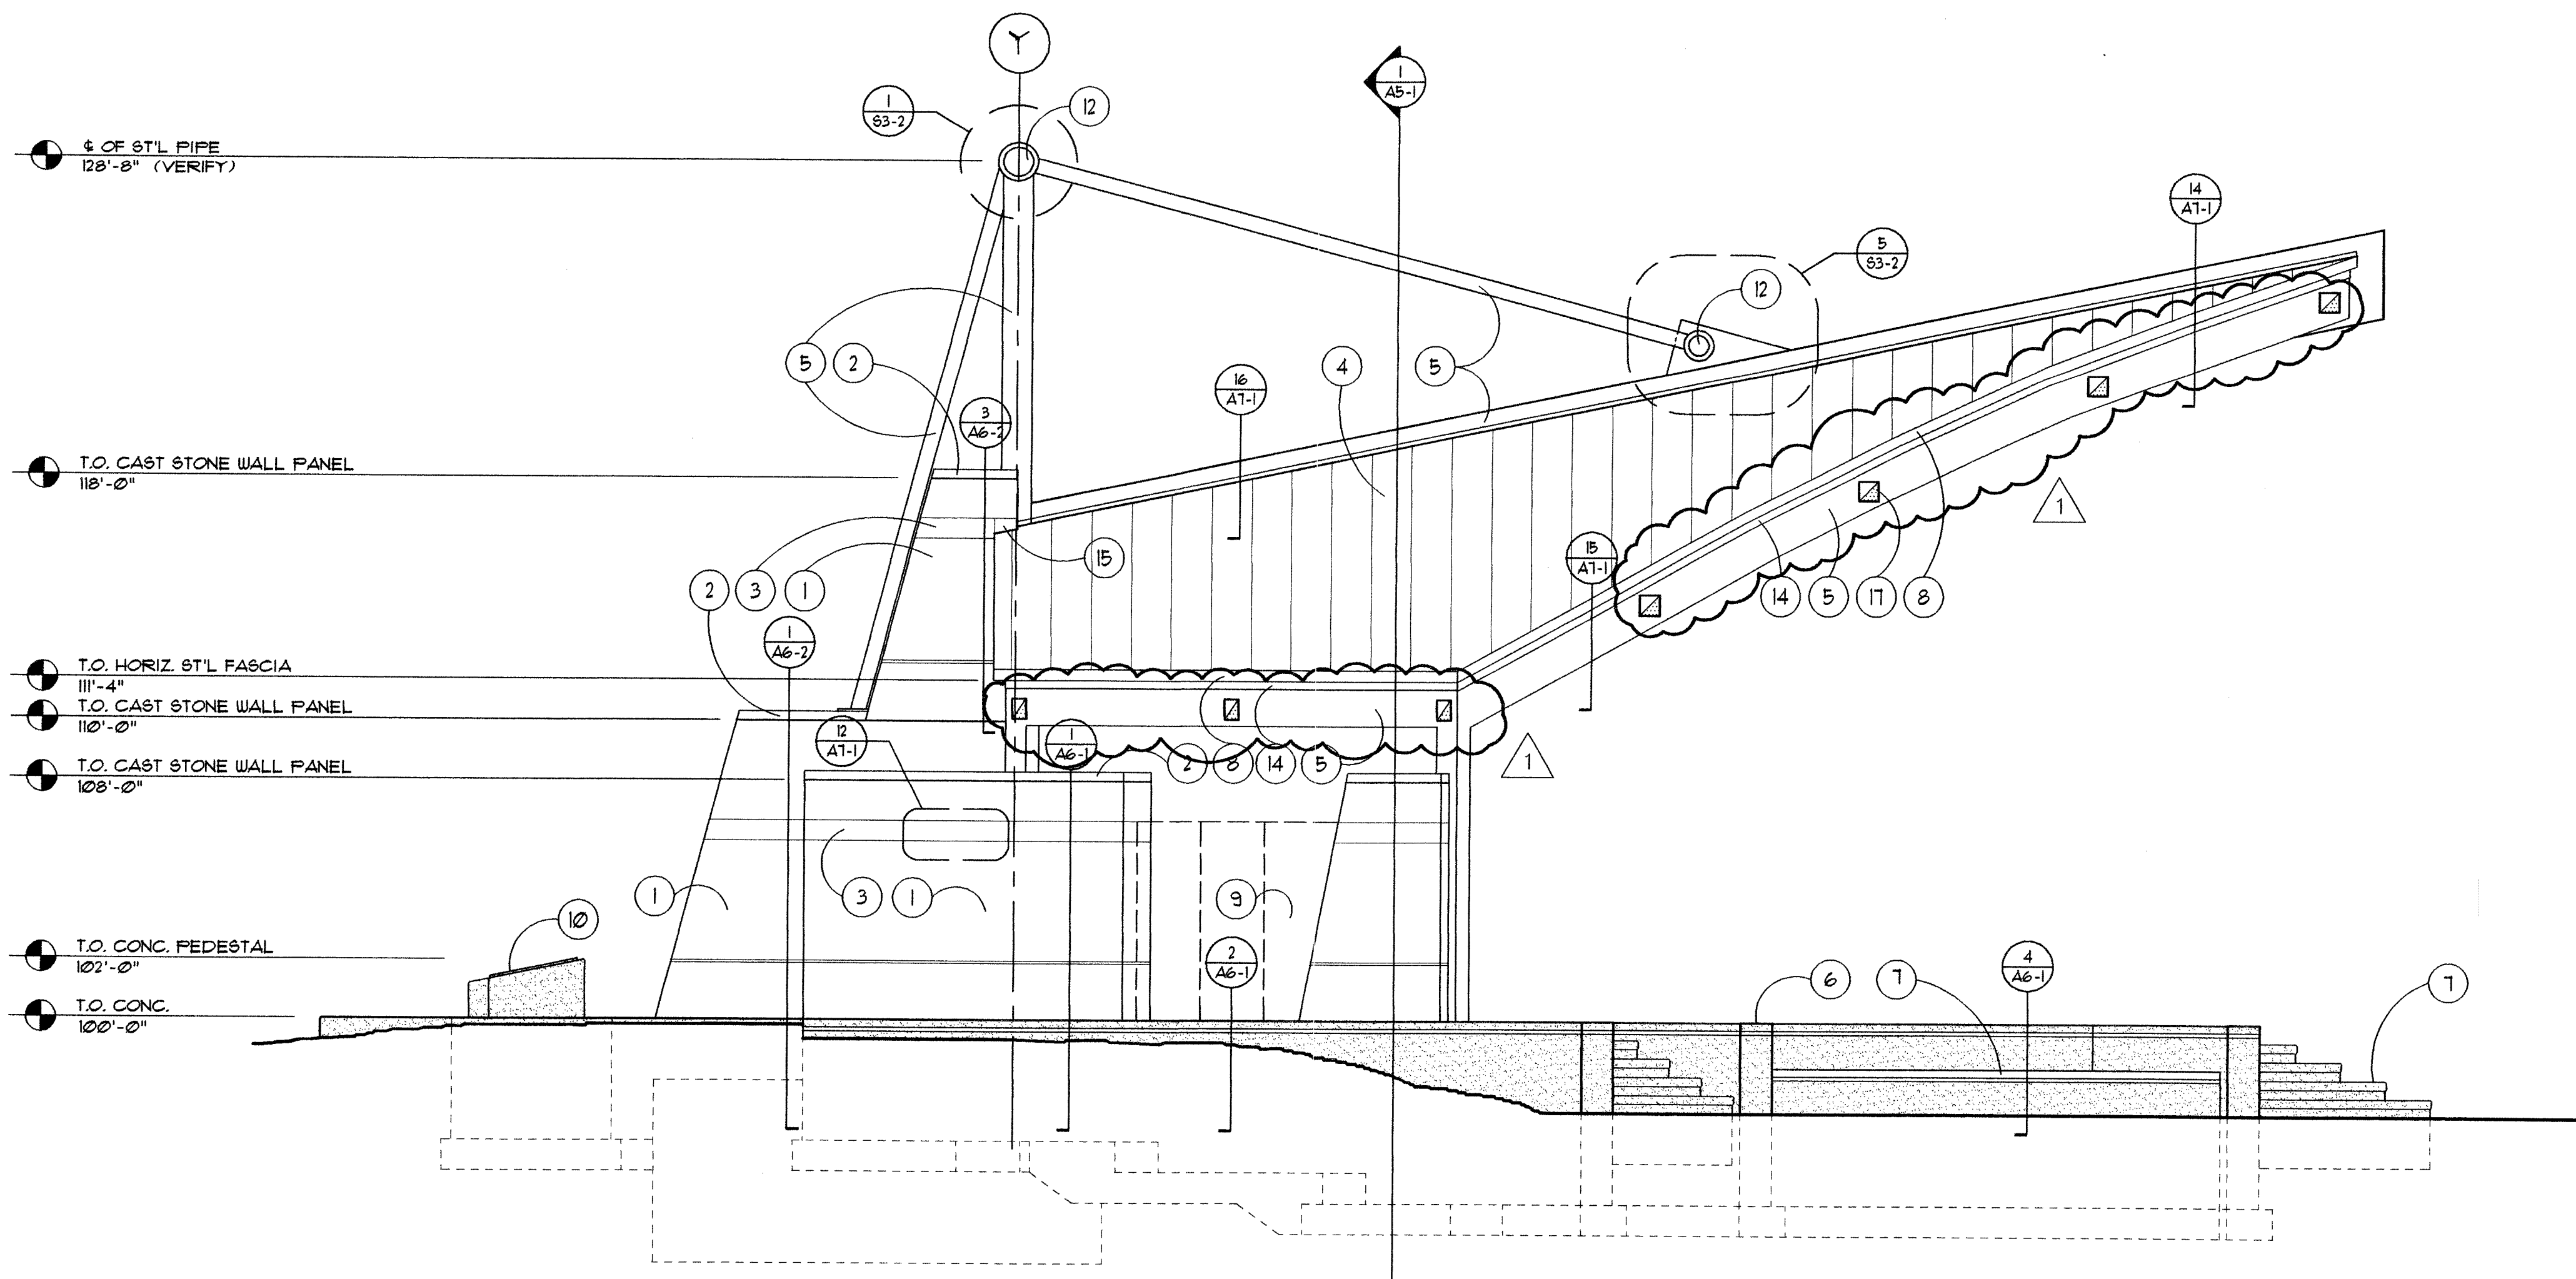 Y
1
S3-2
12
1
A5-1
℄ OF ST'L PIPE
128'-8" (VERIFY)
14
A7-1
5
S3-2
12
5
2
16
A7-1
4
5
3
A6-2
T.O. CAST STONE WALL PANEL
118'-0"
1
15
15
A7-1
2
3
1
14
5
17
8
1
A6-2
T.O. HORIZ. ST'L FASCIA
111'-4"
T.O. CAST STONE WALL PANEL
110'-0"
12
A7-1
1
A6-1
2
8
14
5
1
T.O. CAST STONE WALL PANEL
108'-0"
1
3
1
9
10
T.O. CONC. PEDESTAL
102'-0"
2
A6-1
6
7
4
A6-1
7
T.O. CONC.
100'-0"